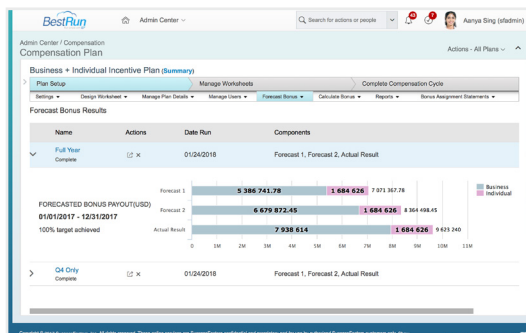 BestRun
Admin Center
Search for actions or people
Aanya Sing (sfadmin)
Admin Center / Compensation
Compensation Plan
Actions - All Plans
Business + Individual Incentive Plan (Summary)
Plan Setup Manage Worksheets Complete Compensation Cycle
Settings Design Worksheet Manage Plan Details Manage Users Forecast Bonus Calculate Bonus Reports Bonus Assignment Statements
Forecast Bonus Results
Name Actions Date Run Components
Full Year
Complete
01/24/2018 Forecast 1, Forecast 2, Actual Result
FORECASTED BONUS PAYOUT(USD)
01/01/2017 - 12/31/2017
100% target achieved
Forecast 1 5 386 741.78 1 684 626 7 071 367.78
Forecast 2 6 679 872.45 1 684 626 8 364 498.45
Actual Result 7 938 614 1 684 626 9 623 240
0 1M 2M 3M 4M 5M 6M 7M 8M 9M 10M 11M
Business
Individual
Q4 Only
Complete
01/24/2018 Forecast 1, Forecast 2, Actual Result